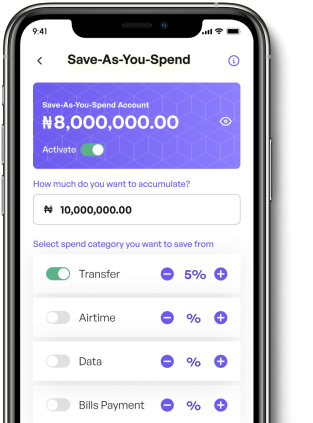 9:41
Save-As-You-Spend
Save-As-You-Spend Account
₦8,000,000.00
Activate
How much do you want to accumulate?
₦ 10,000,000.00
Select spend category you want to save from
Transfer 5%
Airtime %
Data %
Bills Payment %